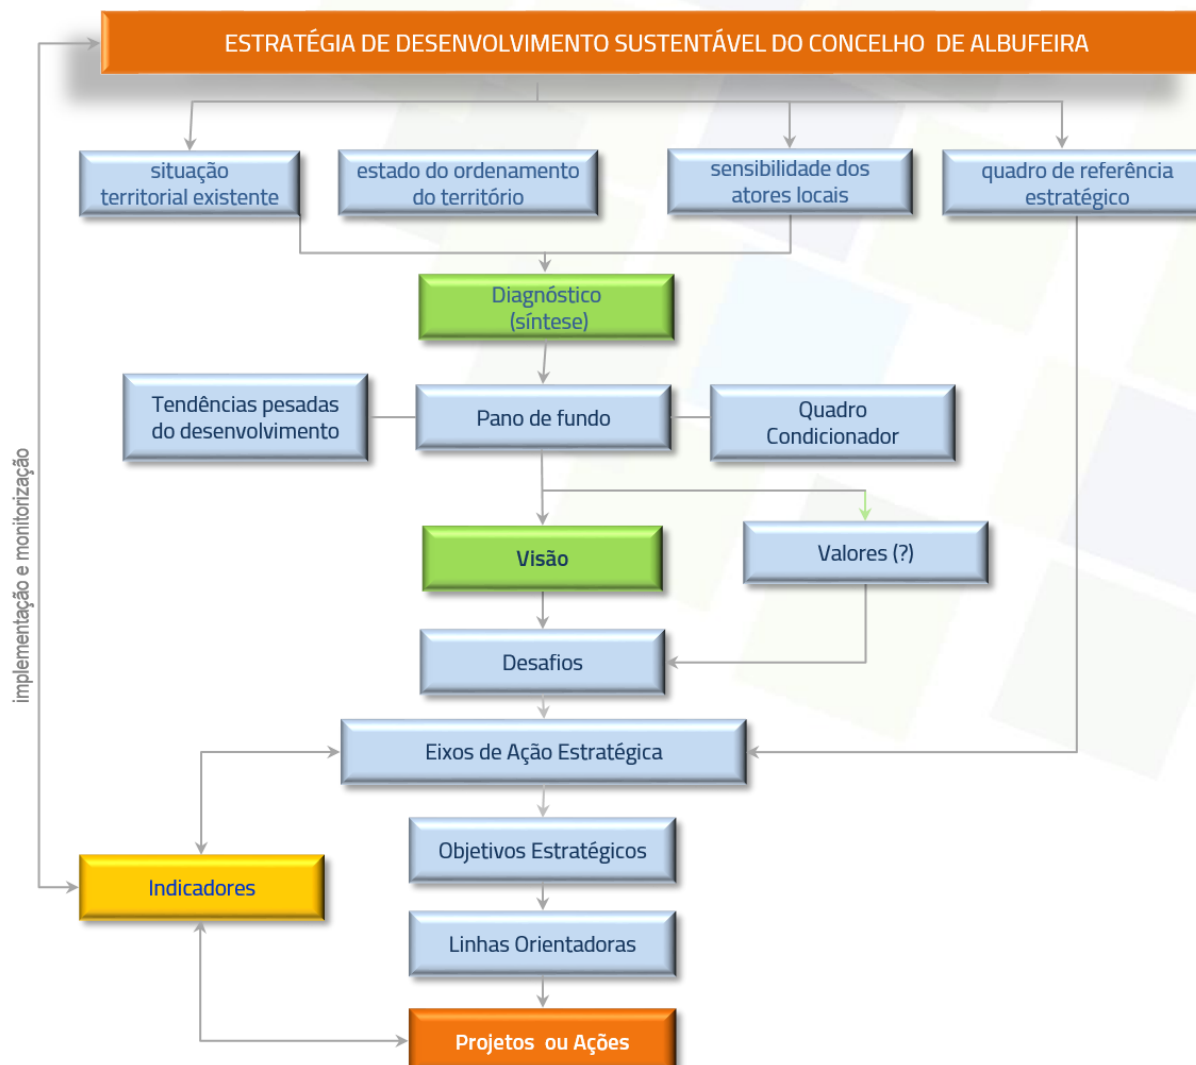 ESTRATÉGIA DE DESENVOLVIMENTO SUSTENTÁVEL DO CONCELHO DE ALBUFEIRA
situação
territorial existente
estado do ordenamento
do território
sensibilidade dos
atores locais
quadro de referência
estratégico
Diagnóstico
(síntese)
Tendências pesadas
do desenvolvimento
Pano de fundo
Quadro
Condicionador
implementação e monitorização
Visão
Valores (?)
Desafios
Eixos de Ação Estratégica
Objetivos Estratégicos
Indicadores
Linhas Orientadoras
Projetos ou Ações